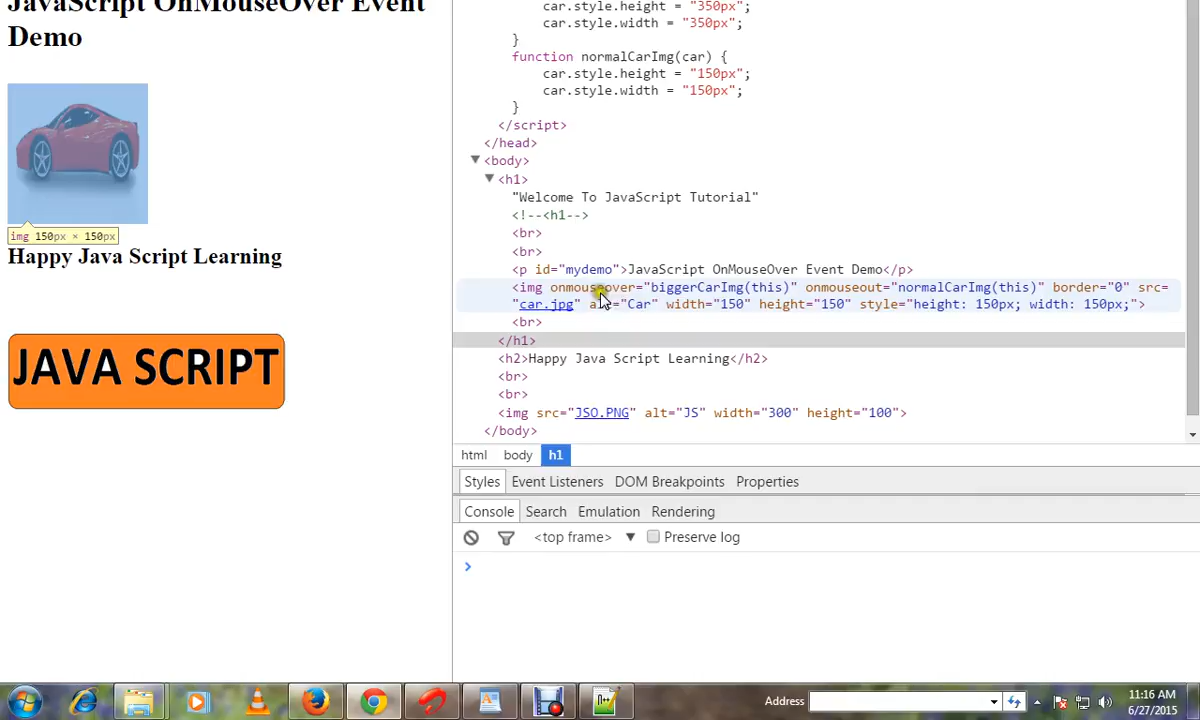 JavaScript OnMouseOver Event
Demo
img 150px × 150px
Happy Java Script Learning
JAVA SCRIPT
car.style.height = "350px";
car.style.width = "350px";
}
function normalCarImg(car) {
car.style.height = "150px";
car.style.width = "150px";
}
</script>
</head>
<body>
<h1>
"Welcome To JavaScript Tutorial"
<!--<h1-->
<br>
<br>
<p id="mydemo">JavaScript OnMouseOver Event Demo</p>
<img onmouseover="biggerCarImg(this)" onmouseout="normalCarImg(this)" border="0" src=
"car.jpg" alt="Car" width="150" height="150" style="height: 150px; width: 150px;">
<br>
</h1>
<h2>Happy Java Script Learning</h2>
<br>
<br>
<img src="JSO.PNG" alt="JS" width="300" height="100">
</body>
html body h1
Styles Event Listeners DOM Breakpoints Properties
Console Search Emulation Rendering
<top frame> Preserve log
Address
11:16 AM
6/27/2015